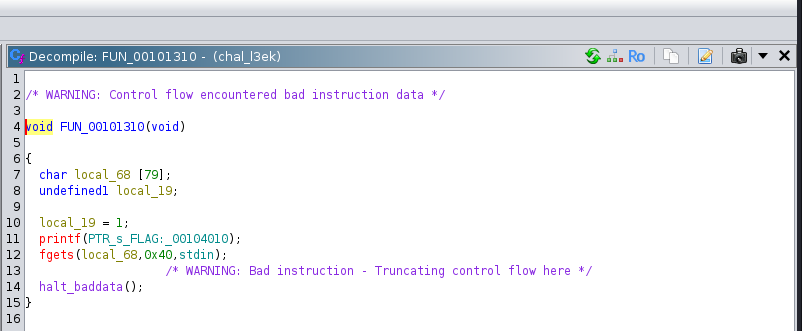 Decompile: FUN_00101310 - (chal_l3ek)
Ro
1
2 /* WARNING: Control flow encountered bad instruction data */
3
4 void FUN_00101310(void)
5
6 {
7 char local_68 [79];
8 undefined1 local_19;
9
10 local_19 = 1;
11 printf(PTR_s_FLAG:_00104010);
12 fgets(local_68,0x40,stdin);
13 /* WARNING: Bad instruction - Truncating control flow here */
14 halt_baddata();
15 }
16